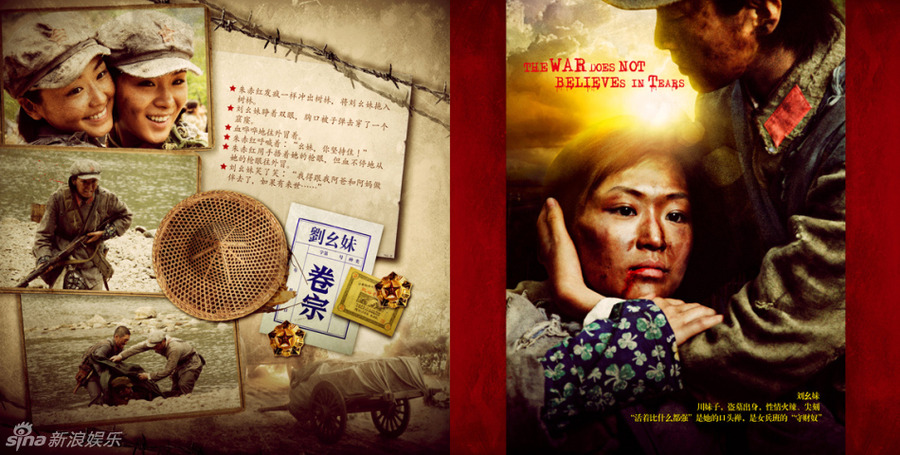 朱赤红发疯一样冲出树林，将刘幺妹拖入
树林。
刘幺妹睁着双眼，胸口被子弹击穿了一个
窟窿。
血哗哗地往外冒着。
朱赤红呼喊着：“幺妹，你坚持住！”
朱赤红用手捂着她的枪眼，但血不停地从
她的枪眼往外冒。
刘幺妹笑了笑：“我得跟我阿爸和阿妈做
伴去了，如果有来世……”
劉幺妹
卷宗
THE WAR DOES NOT
BELIEVES IN TEARS
刘幺妹
川妹子，盗墓出身，性情火辣、尖刻
“活着比什么都强”是她的口头禅，是女兵班的“守财奴”
sina 新浪娱乐